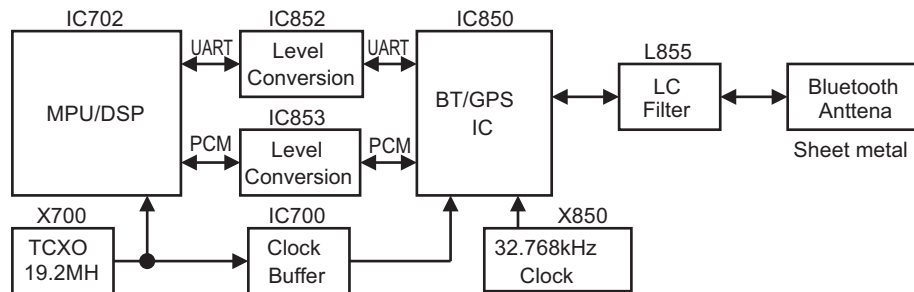 IC702
IC852
IC850
L855
MPU/DSP
UART
Level
Conversion
UART
BT/GPS
IC
LC
Filter
Bluetooth
Anttena
Sheet metal
IC853
PCM
Level
Conversion
PCM
X700
IC700
X850
TCXO
19.2MH
Clock
Buffer
32.768kHz
Clock